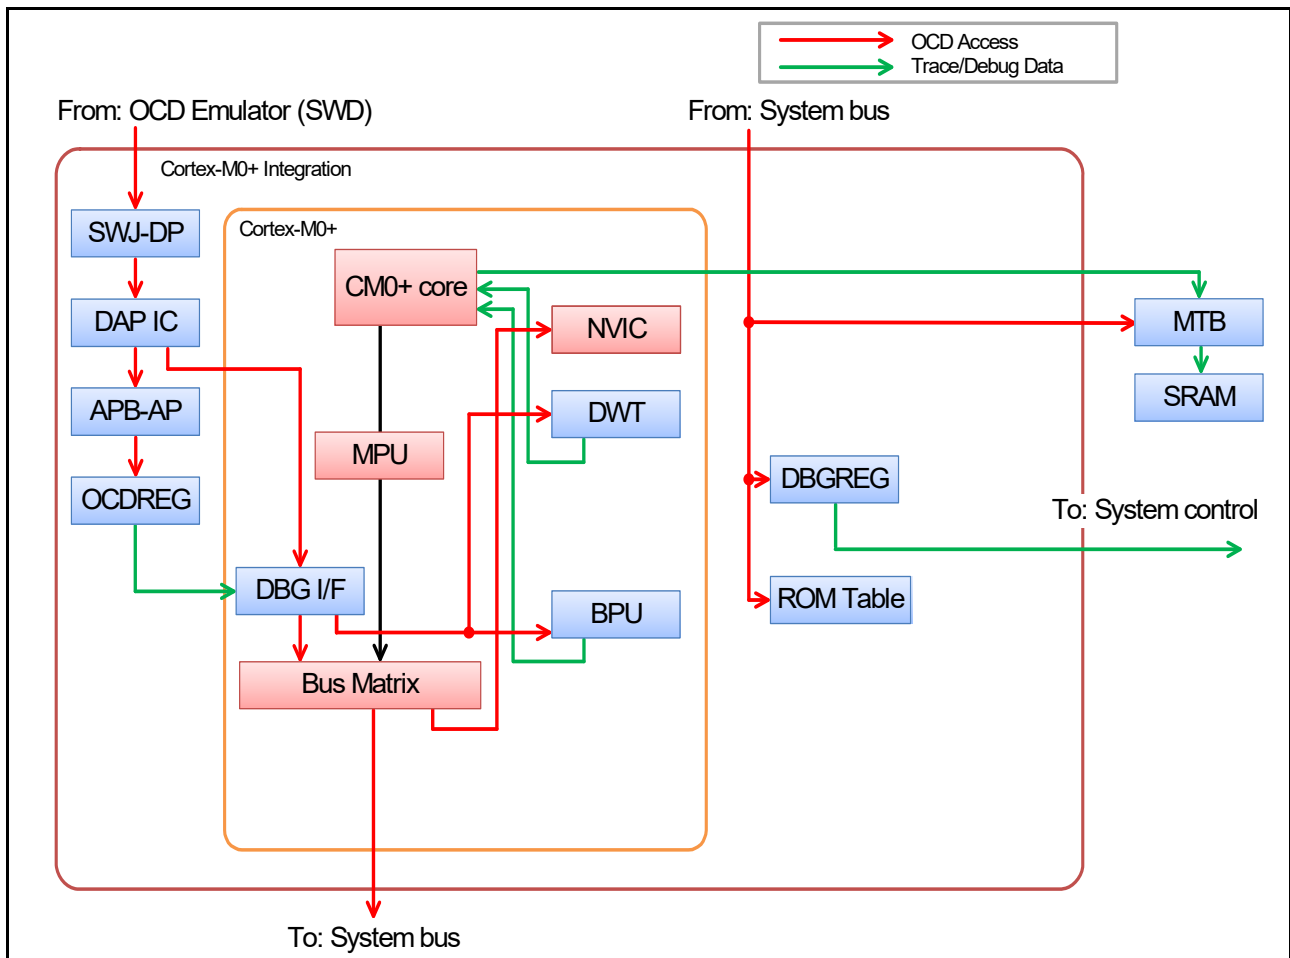 OCD Access
Trace/Debug Data
From: OCD Emulator (SWD)
From: System bus
Cortex-M0+ Integration
SWJ-DP
Cortex-M0+
CM0+ core
DAP IC
NVIC
MTB
APB-AP
DWT
SRAM
MPU
OCDREG
DBGREG
To: System control
DBG I/F
BPU
ROM Table
Bus Matrix
To: System bus